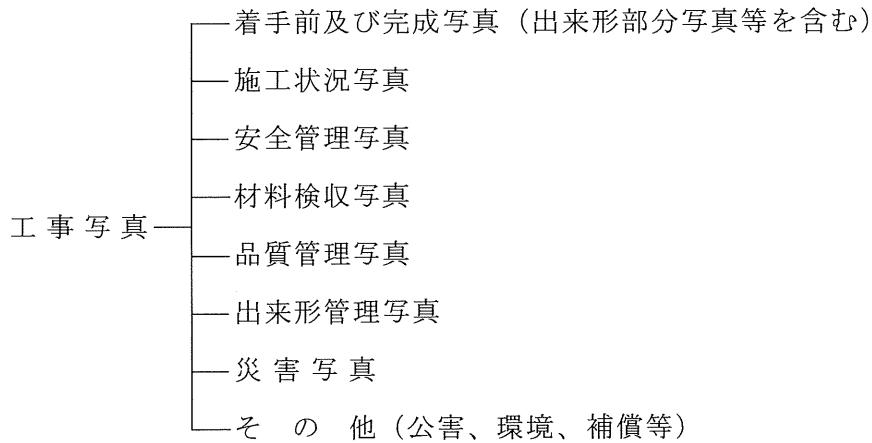 着手前及び完成写真（出来形部分写真等を含む）
施工状況写真
安全管理写真
材料検収写真
工事写真
品質管理写真
出来形管理写真
災害写真
その他（公害、環境、補償等）